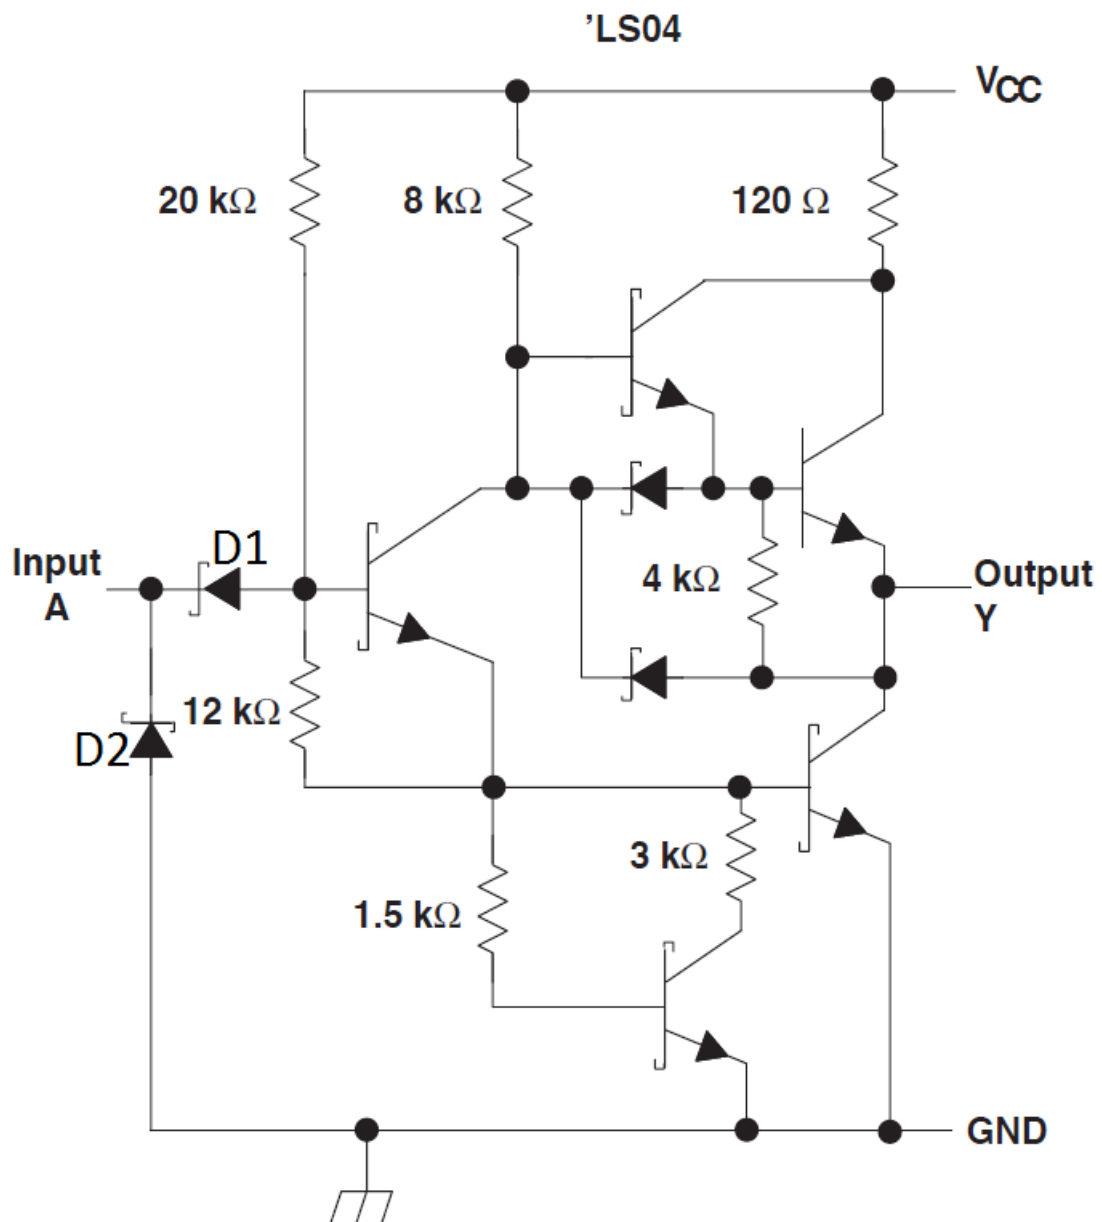 ’LS04
VCC
20 kΩ
8 kΩ
120 Ω
Input
A
D1
4 kΩ
Output
Y
12 kΩ
D2
3 kΩ
1.5 kΩ
GND